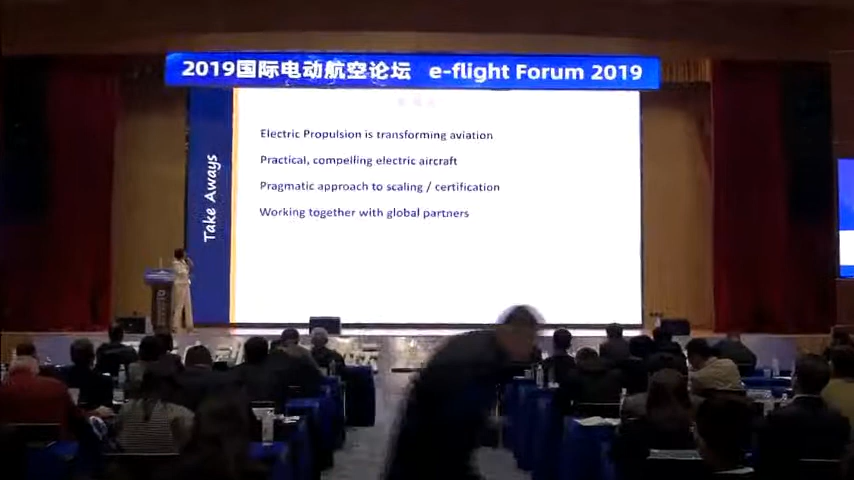 2019国际电动航空论坛 e-flight Forum 2019
Take Aways
Electric Propulsion is transforming aviation
Practical, compelling electric aircraft
Pragmatic approach to scaling / certification
Working together with global partners